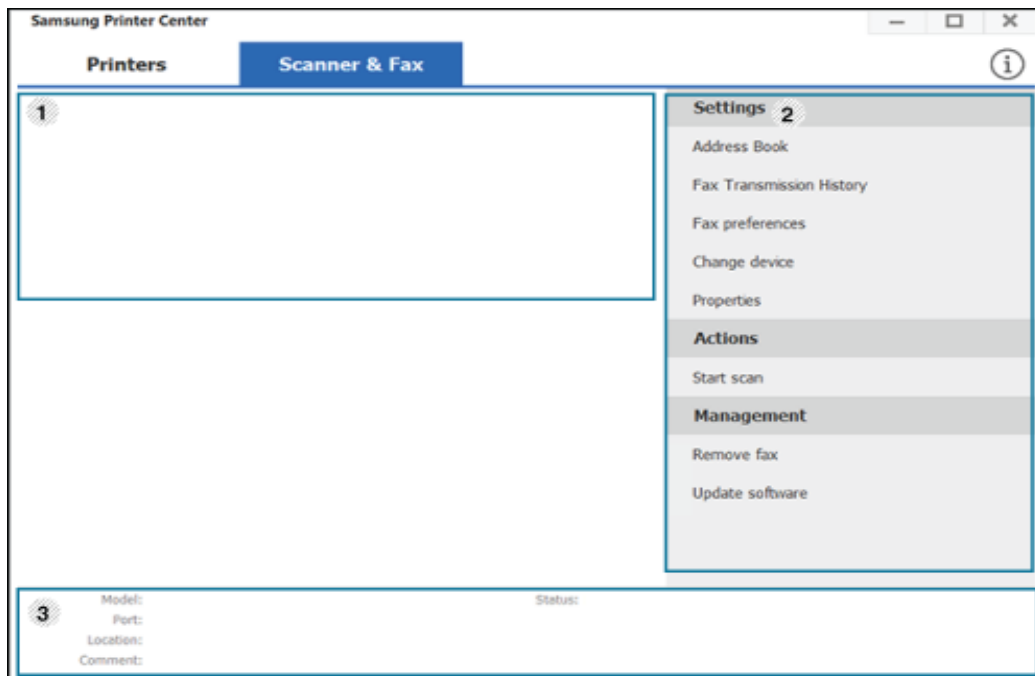 Samsung Printer Center
Printers
Scanner & Fax
1
Settings 2
Address Book
Fax Transmission History
Fax preferences
Change device
Properties
Actions
Start scan
Management
Remove fax
Update software
3
Model:
Status:
Port:
Location:
Comment: